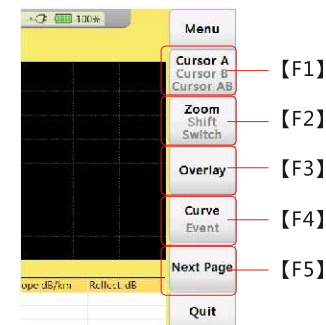 100%
Menu
Cursor A
Cursor B
Cursor AB
【F1】
Zoom
Shift
Switch
【F2】
Overlay
【F3】
Curve
Event
【F4】
Next Page
【F5】
ope dB/km Reflect. dB
Quit